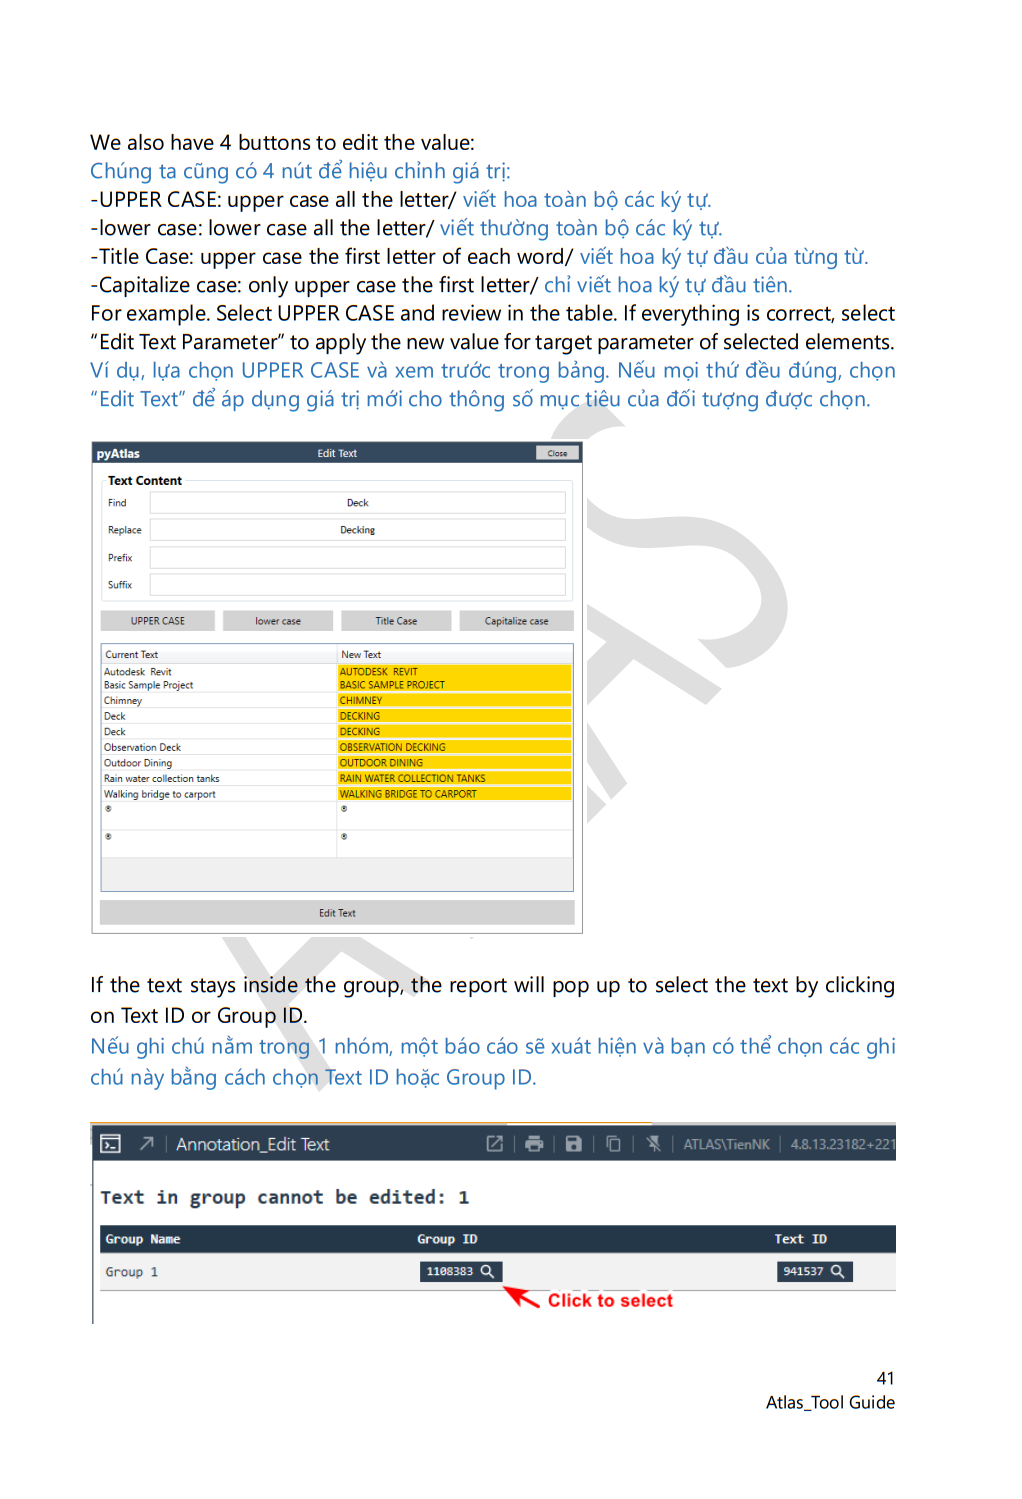 We also have 4 buttons to edit the value:
Chúng ta cũng có 4 nút để hiệu chỉnh giá trị:
-UPPER CASE: upper case all the letter/ viết hoa toàn bộ các ký tự.
-lower case: lower case all the letter/ viết thường toàn bộ các ký tự.
-Title Case: upper case the first letter of each word/ viết hoa ký tự đầu của từng từ.
-Capitalize case: only upper case the first letter/ chỉ viết hoa ký tự đầu tiên.
For example. Select UPPER CASE and review in the table. If everything is correct, select
“Edit Text Parameter” to apply the new value for target parameter of selected elements.
Ví dụ, lựa chọn UPPER CASE và xem trước trong bảng. Nếu mọi thứ đều đúng, chọn
“Edit Text” để áp dụng giá trị mới cho thông số mục tiêu của đối tượng được chọn.
pyAtlas Edit Text Close
Text Content
Find Deck
Replace Decking
Prefix
Suffix
UPPER CASE lower case Title Case Capitalize case
Current Text New Text
Autodesk Revit AUTODESK REVIT
Basic Sample Project BASIC SAMPLE PROJECT
Chimney CHIMNEY
Deck DECKING
Deck DECKING
Observation Deck OBSERVATION DECKING
Outdoor Dining OUTDOOR DINING
Rain water collection tanks RAIN WATER COLLECTION TANKS
Walking bridge to carport WALKING BRIDGE TO CARPORT
® ®
® ®
Edit Text
If the text stays inside the group, the report will pop up to select the text by clicking
on Text ID or Group ID.
Nếu ghi chú nằm trong 1 nhóm, một báo cáo sẽ xuất hiện và bạn có thể chọn các ghi
chú này bằng cách chọn Text ID hoặc Group ID.
Annotation_Edit Text ATLAS\TienNK 4.8.13.23182+221
Text in group cannot be edited: 1
Group Name Group ID Text ID
Group 1 1108383 941537
Click to select
41
Atlas_Tool Guide